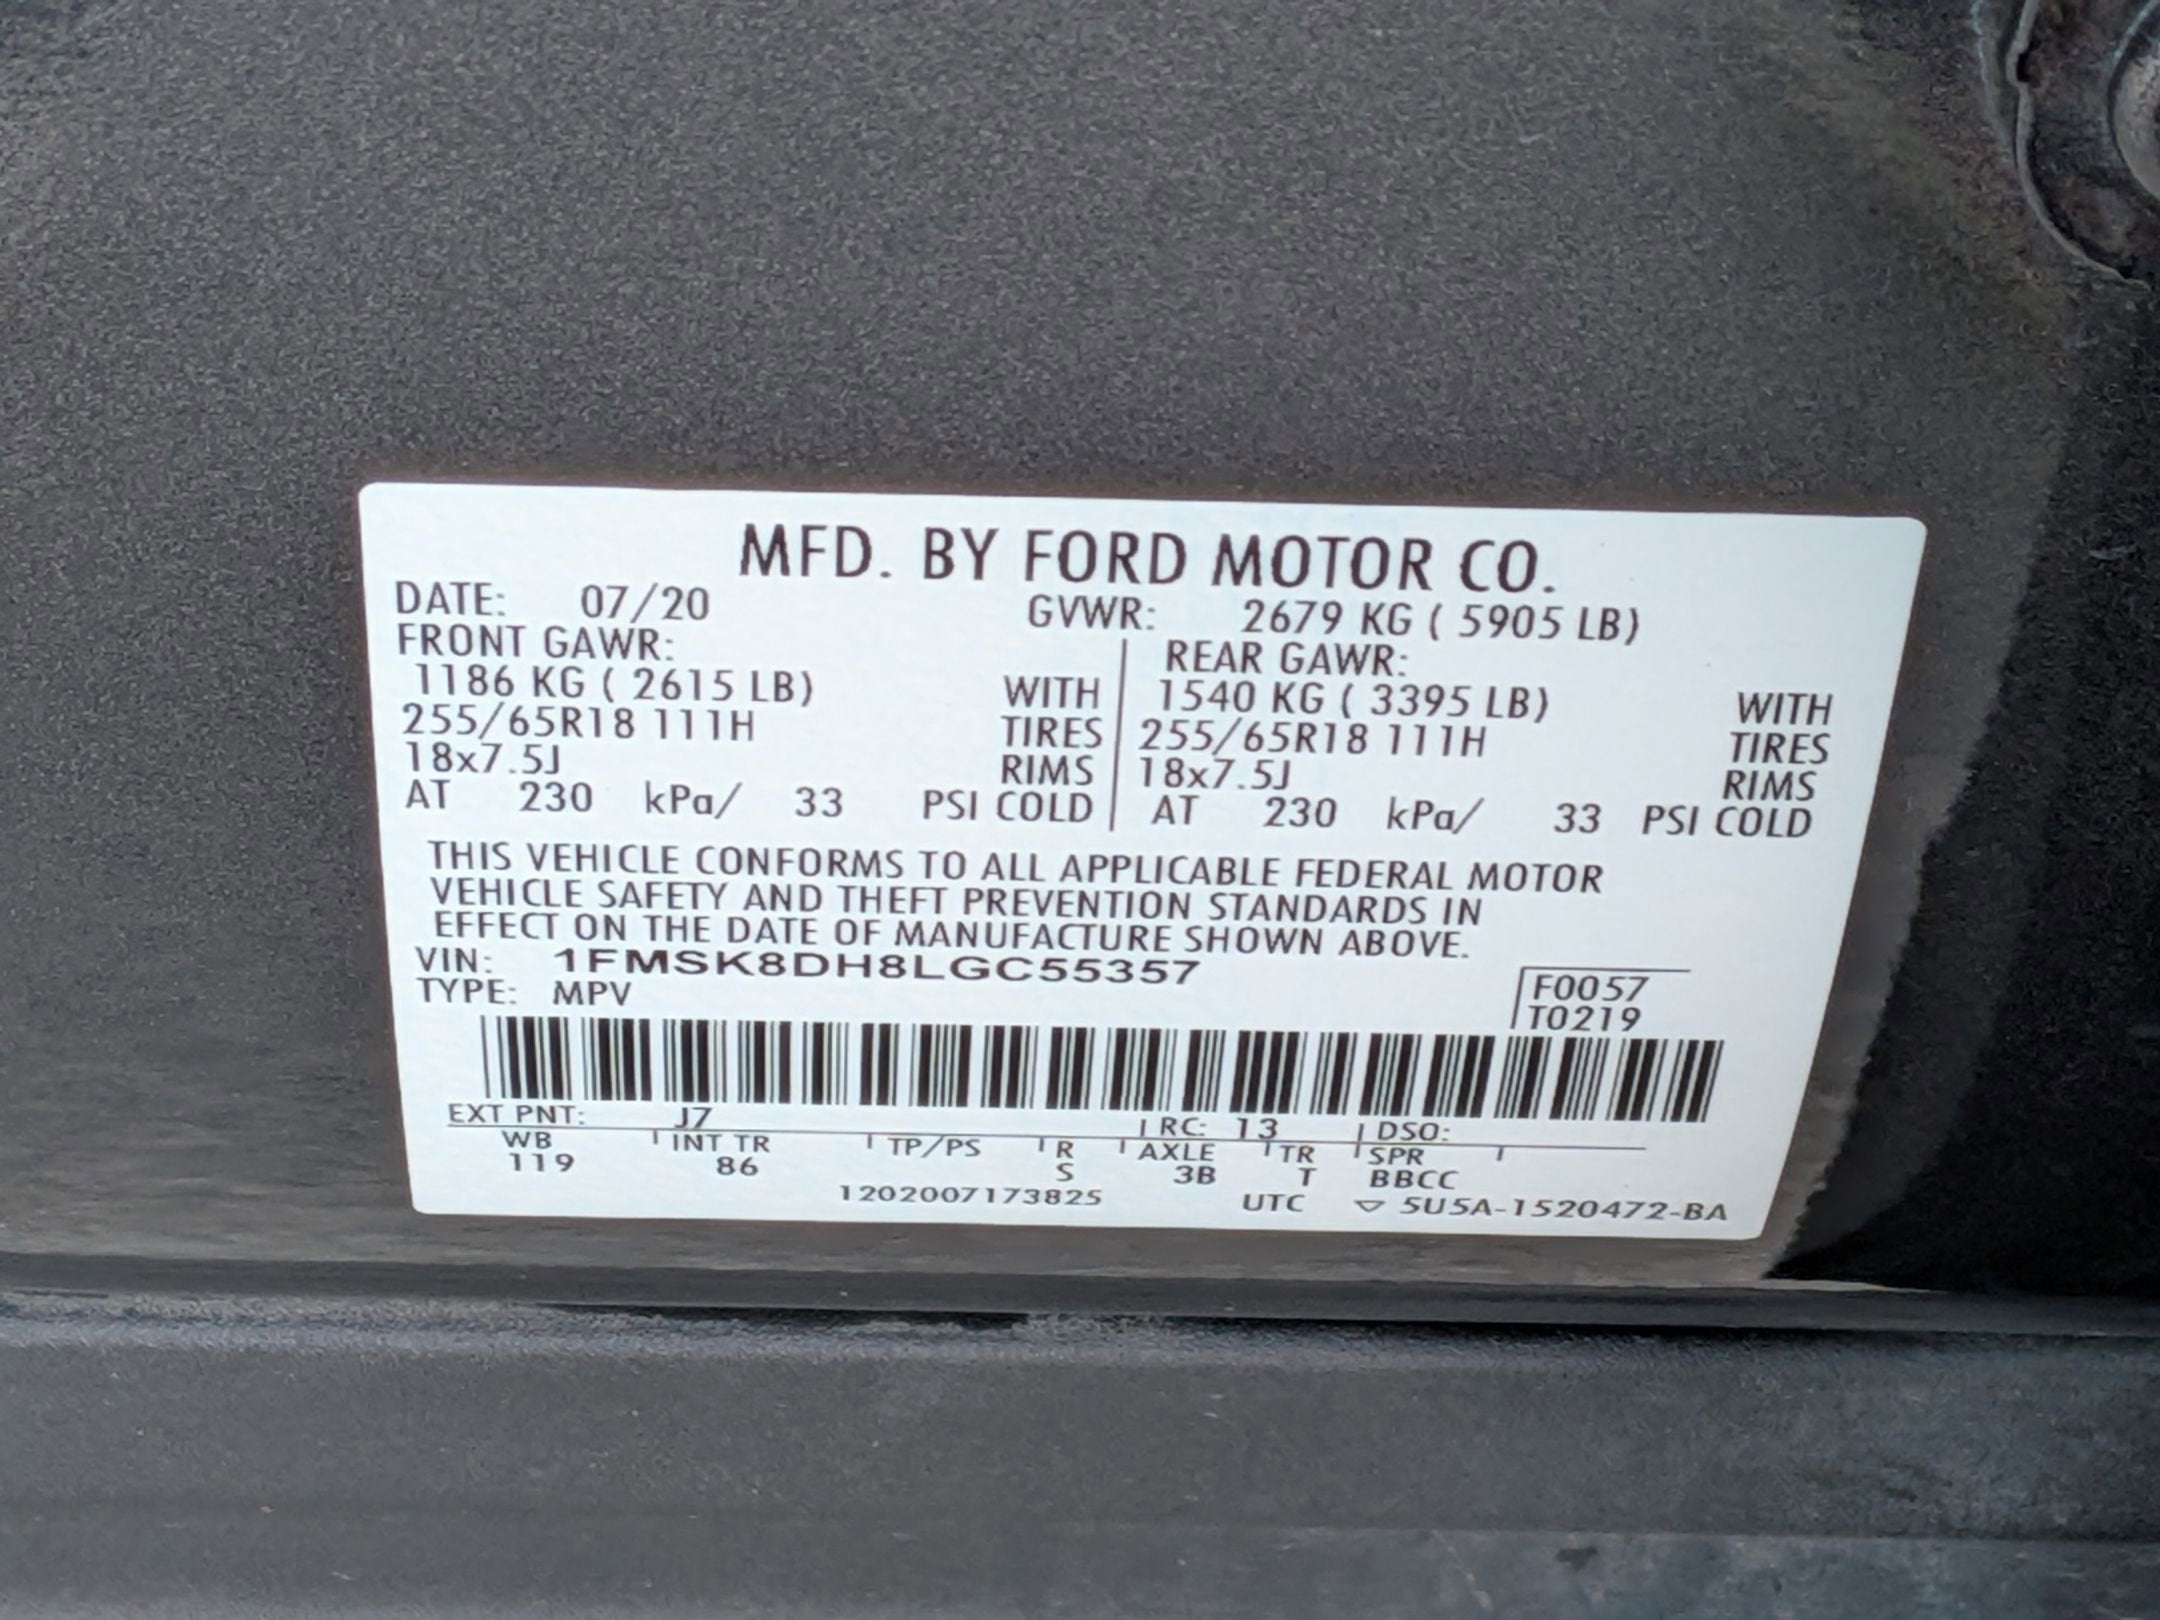 MFD. BY FORD MOTOR CO.
DATE: 07/20 GVWR: 2679 KG ( 5905 LB)
FRONT GAWR: REAR GAWR:
1186 KG ( 2615 LB) WITH 1540 KG ( 3395 LB) WITH
255/65R18 111H TIRES 255/65R18 111H TIRES
18x7.5J RIMS 18x7.5J RIMS
AT 230 kPa/ 33 PSI COLD AT 230 kPa/ 33 PSI COLD
THIS VEHICLE CONFORMS TO ALL APPLICABLE FEDERAL MOTOR
VEHICLE SAFETY AND THEFT PREVENTION STANDARDS IN
EFFECT ON THE DATE OF MANUFACTURE SHOWN ABOVE.
VIN: 1FMSK8DH8LGC55357
TYPE: MPV F0057
T0219
EXT PNT: J7 RC: 13 DSO:
WB INT TR TP/PS R AXLE TR SPR
119 86 S 3B T BBCC
1202007173825 UTC ▽ 5U5A-1520472-BA